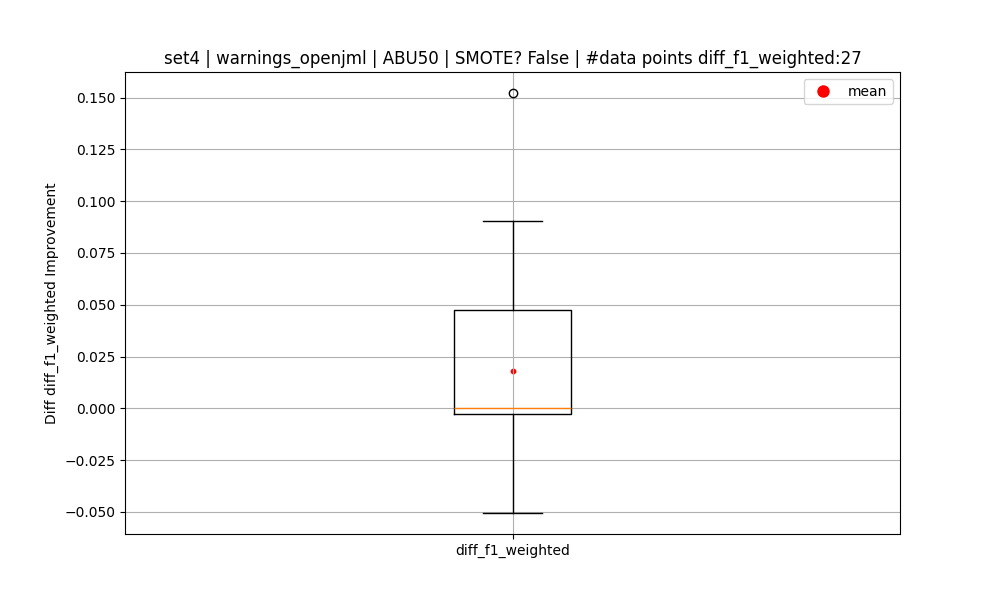 set4 | warnings_openjml | ABU50 | SMOTE? False | #data points diff_f1_weighted:27
mean
0.150
0.125
0.100
0.075
0.050
0.025
0.000
−0.025
−0.050
Diff diff_f1_weighted Improvement
diff_f1_weighted